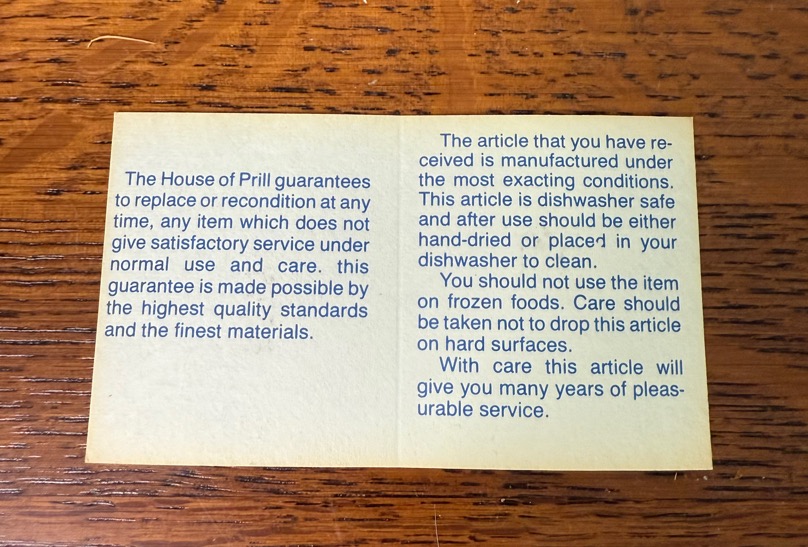 The House of Prill guarantees
to replace or recondition at any
time, any item which does not
give satisfactory service under
normal use and care. this
guarantee is made possible by
the highest quality standards
and the finest materials.
The article that you have re-
ceived is manufactured under
the most exacting conditions.
This article is dishwasher safe
and after use should be either
hand-dried or placed in your
dishwasher to clean.
You should not use the item
on frozen foods. Care should
be taken not to drop this article
on hard surfaces.
With care this article will
give you many years of pleas-
urable service.